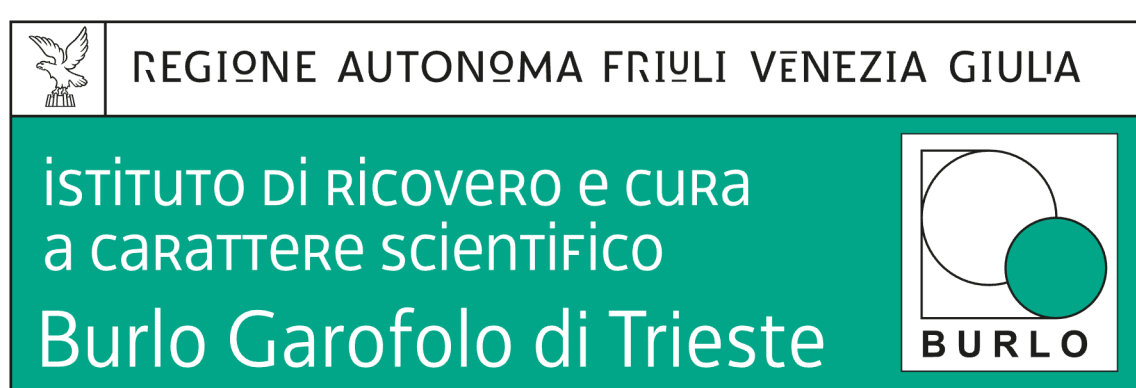 REGIONE AUTONOMA FRIULI VENEZIA GIULIA
istituto di ricovero e cura
a carattere scientifico
Burlo Garofolo di Trieste
BURLO